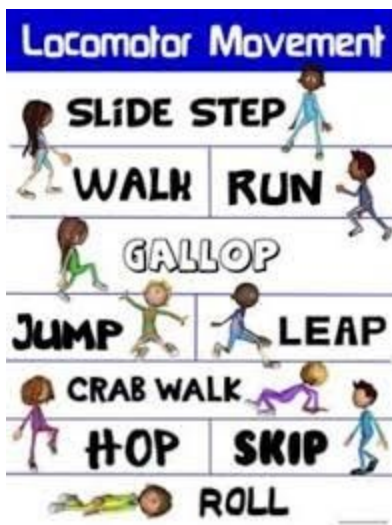 Locomotor Movement
SLiDE STEP
WALK RUN
GALLOP
JUMP LEAP
CRAB WALK
HOP SKIP
ROLL